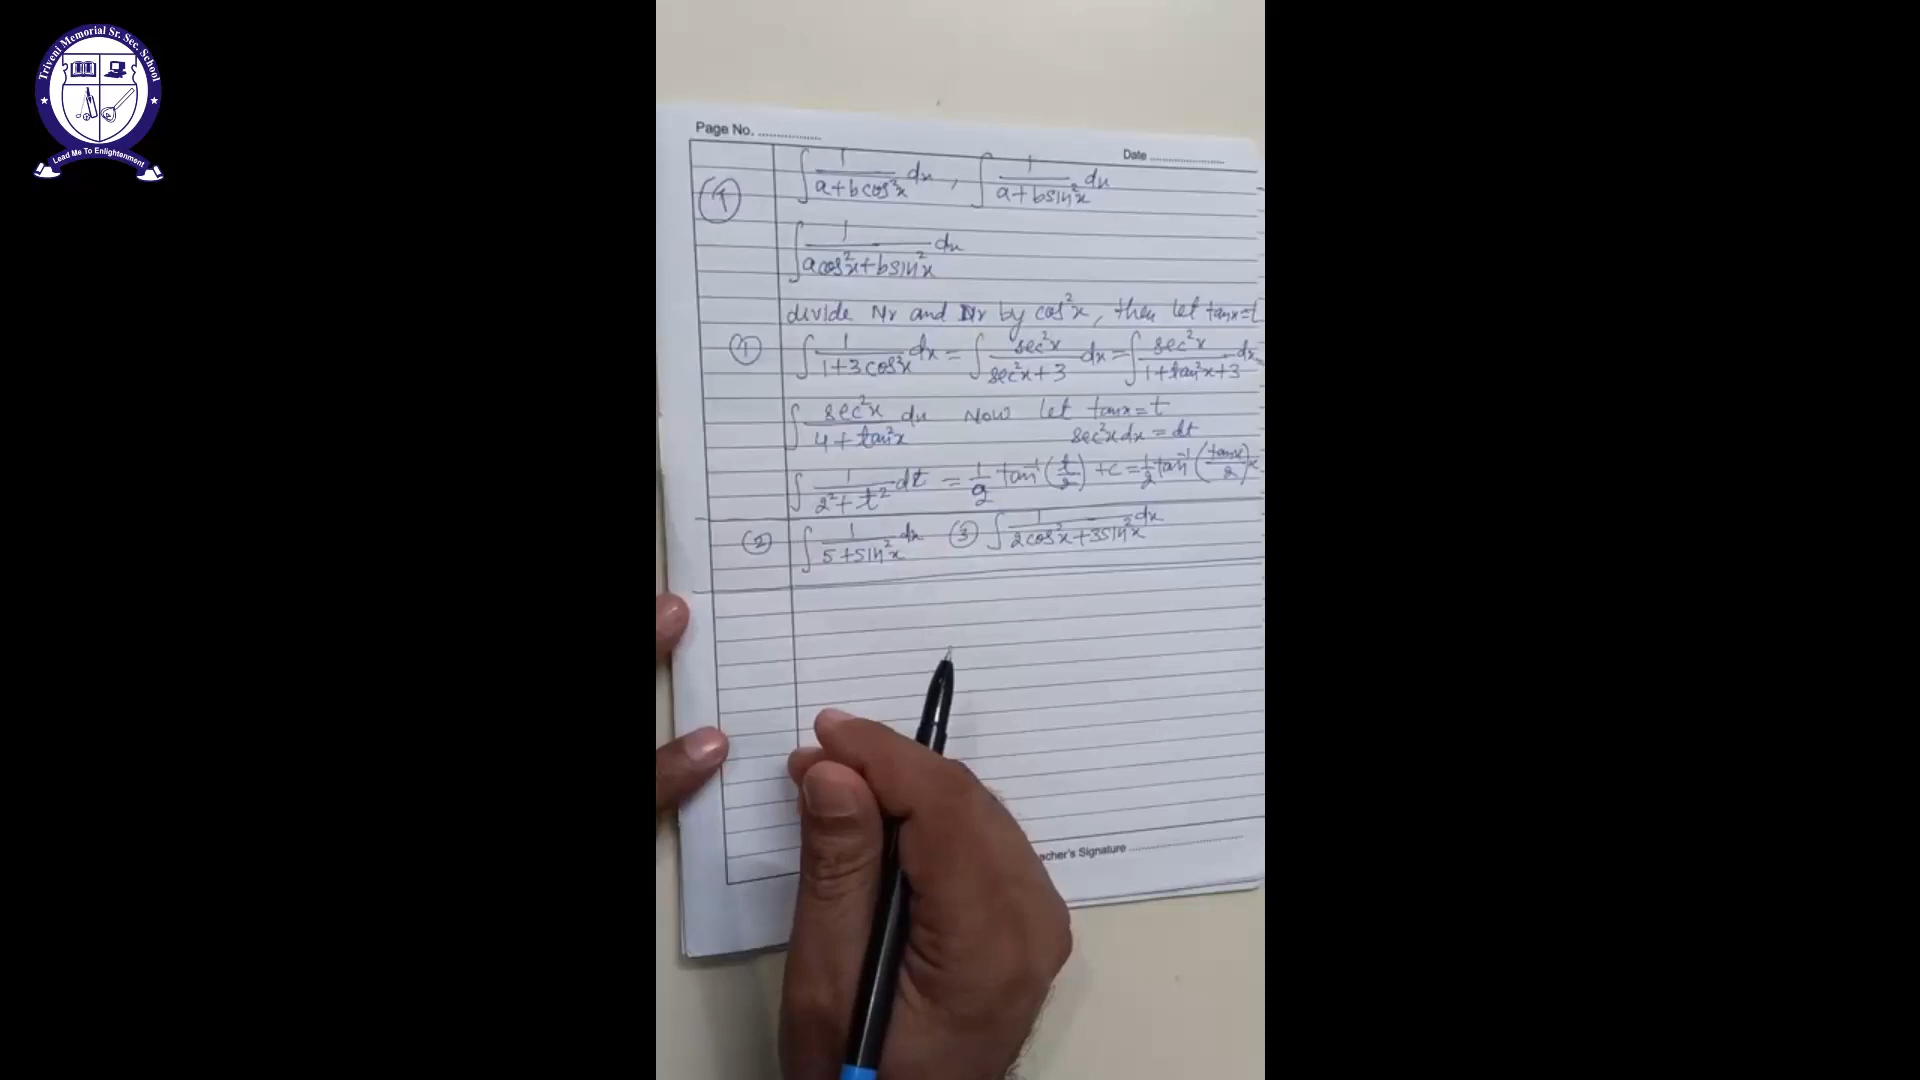 Triveni Memorial Sr. Sec. School
Lead Me To Enlightenment
Page No. ..................
Date ........................
(4) ∫ 1/(a+bcos²x) dx , ∫ 1/(a+bsin²x) dx
∫ 1/(acos²x+bsin²x) dx
divide Nr and Dr by cos²x, then let tanx=t
(1) ∫ 1/(1+3cos²x) dx = ∫ sec²x/(sec²x+3) dx = ∫ sec²x/(1+tan²x+3) dx
∫ sec²x/(4+tan²x) dx Now let tanx=t
sec²x dx = dt
∫ 1/(2²+t²) dt = 1/2 tan⁻¹(t/2) +c = 1/2 tan⁻¹(tanx/2)
(2) ∫ 1/(5+sin²x) dx (3) ∫ 1/(2cos²x+3sin²x) dx
acher's Signature ..............................